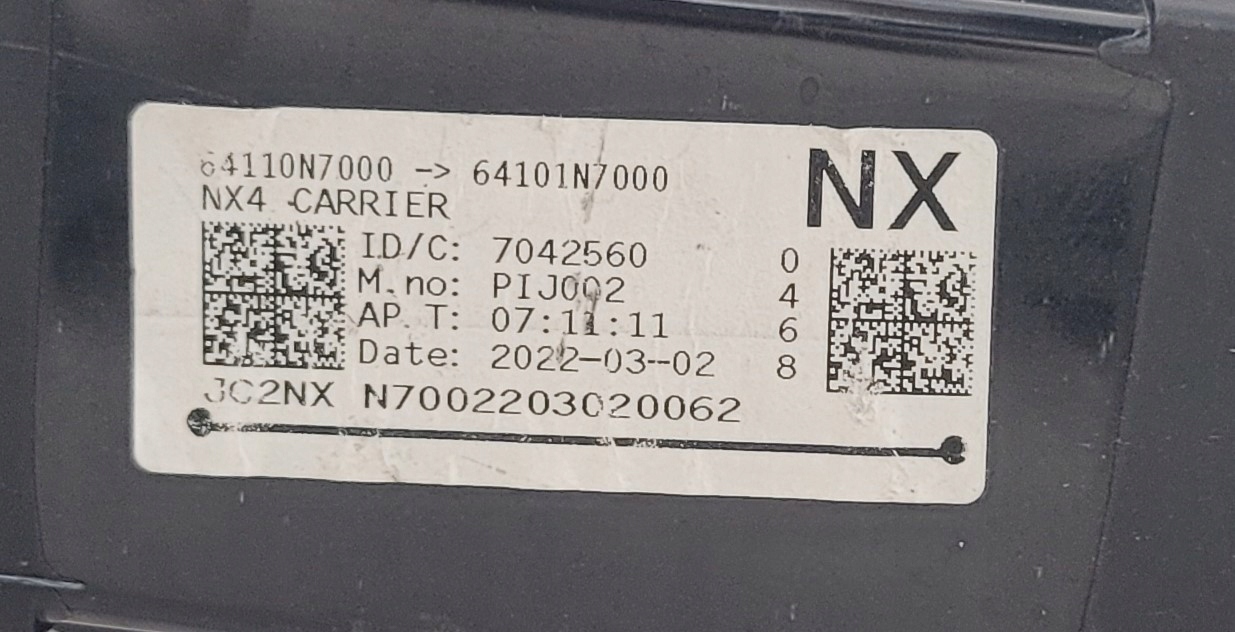 64110N7000 -> 64101N7000
NX
NX4 CARRIER
ID/C: 7042560
M.no: PIJ002
AP.T: 07:11:11
Date: 2022-03-02
0
4
6
8
JC2NX N7002203020062